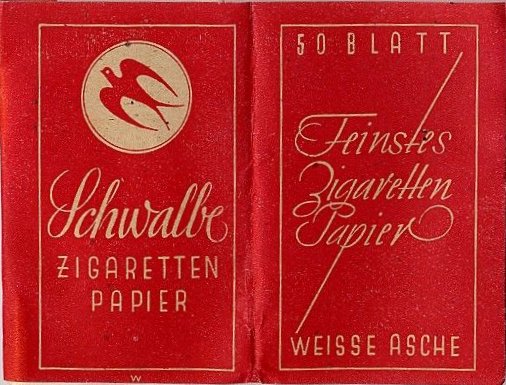 Schwalbe
ZIGARETTEN
PAPIER
W
50 BLATT
Feinstes
Zigaretten
Papier
WEISSE ASCHE